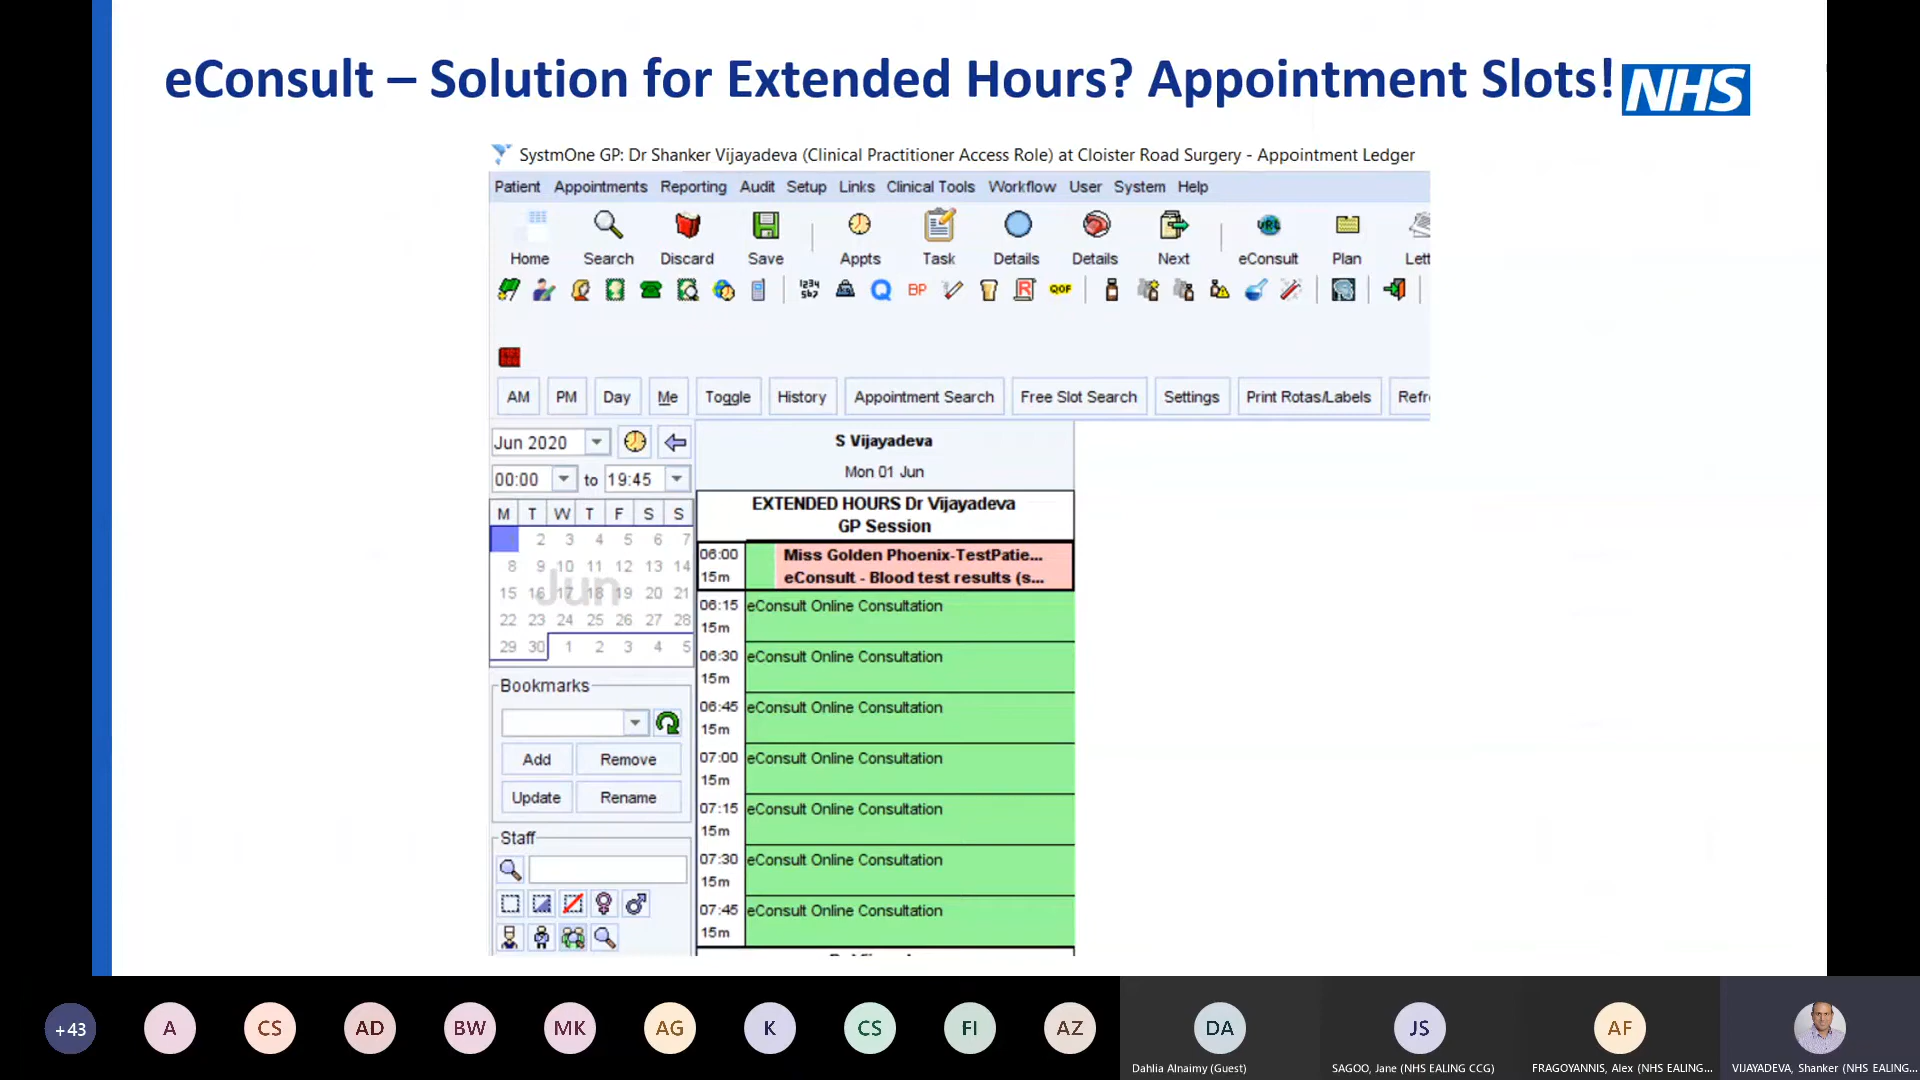 eConsult – Solution for Extended Hours? Appointment Slots!
NHS
SystmOne GP: Dr Shanker Vijayadeva (Clinical Practitioner Access Role) at Cloister Road Surgery - Appointment Ledger
Patient Appointments Reporting Audit Setup Links Clinical Tools Workflow User System Help
Home Search Discard Save Appts Task Details Details Next eConsult Plan Lett
1234 567 Q BP R QOF
AM PM Day Me Toggle History Appointment Search Free Slot Search Settings Print Rotas/Labels Refr
Jun 2020
00:00 to 19:45
M T W T F S S
2 3 4 5 6 7
8 9 10 11 12 13 14
15 16 17 18 19 20 21
22 23 24 25 26 27 28
29 30 1 2 3 4 5
Jun
Bookmarks
Add Remove
Update Rename
Staff
S Vijayadeva
Mon 01 Jun
EXTENDED HOURS Dr Vijayadeva
GP Session
06:00 Miss Golden Phoenix-TestPatie...
15m eConsult - Blood test results (s...
06:15 eConsult Online Consultation
15m
06:30 eConsult Online Consultation
15m
06:45 eConsult Online Consultation
15m
07:00 eConsult Online Consultation
15m
07:15 eConsult Online Consultation
15m
07:30 eConsult Online Consultation
15m
07:45 eConsult Online Consultation
15m
+43 A CS AD BW MK AG K CS FI AZ DA JS AF
Dahlia Alnaimy (Guest) SAGOO, Jane (NHS EALING CCG) FRAGOYANNIS, Alex (NHS EALING... VIJAYADEVA, Shanker (NHS EALING...